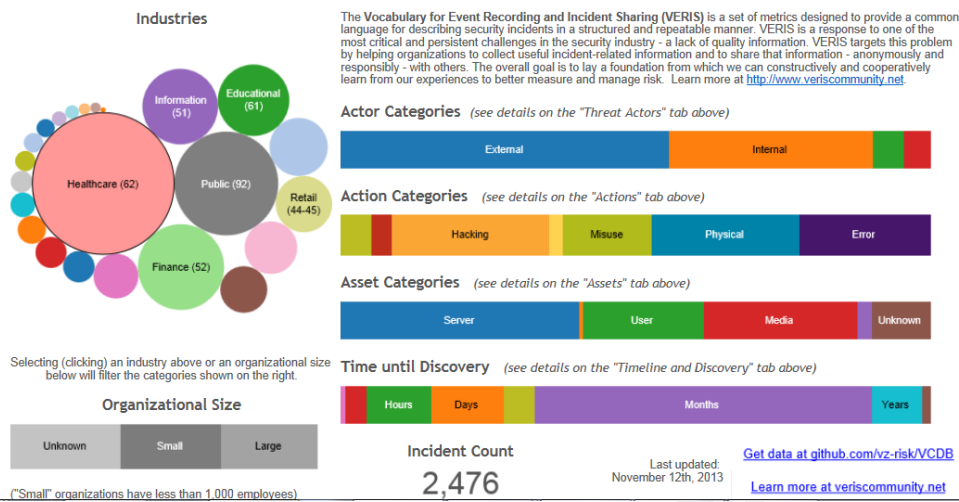 Industries
Information
(51)
Educational
(61)
Healthcare (62)
Public (92)
Retail
(44-45)
Finance (52)
Selecting (clicking) an industry above or an organizational size
below will filter the categories shown on the right.
Organizational Size
Unknown
Small
Large
("Small" organizations have less than 1,000 employees)
The Vocabulary for Event Recording and Incident Sharing (VERIS) is a set of metrics designed to provide a common
language for describing security incidents in a structured and repeatable manner. VERIS is a response to one of the
most critical and persistent challenges in the security industry - a lack of quality information. VERIS targets this problem
by helping organizations to collect useful incident-related information and to share that information - anonymously and
responsibly - with others. The overall goal is to lay a foundation from which we can constructively and cooperatively
learn from our experiences to better measure and manage risk. Learn more at http://www.veriscommunity.net.
Actor Categories (see details on the "Threat Actors" tab above)
External
Internal
Action Categories (see details on the "Actions" tab above)
Hacking
Misuse
Physical
Error
Asset Categories (see details on the "Assets" tab above)
Server
User
Media
Unknown
Time until Discovery (see details on the "Timeline and Discovery" tab above)
Hours
Days
Months
Years
Incident Count
2,476
Last updated:
November 12th, 2013
Get data at github.com/vz-risk/VCDB
Learn more at veriscommunity.net